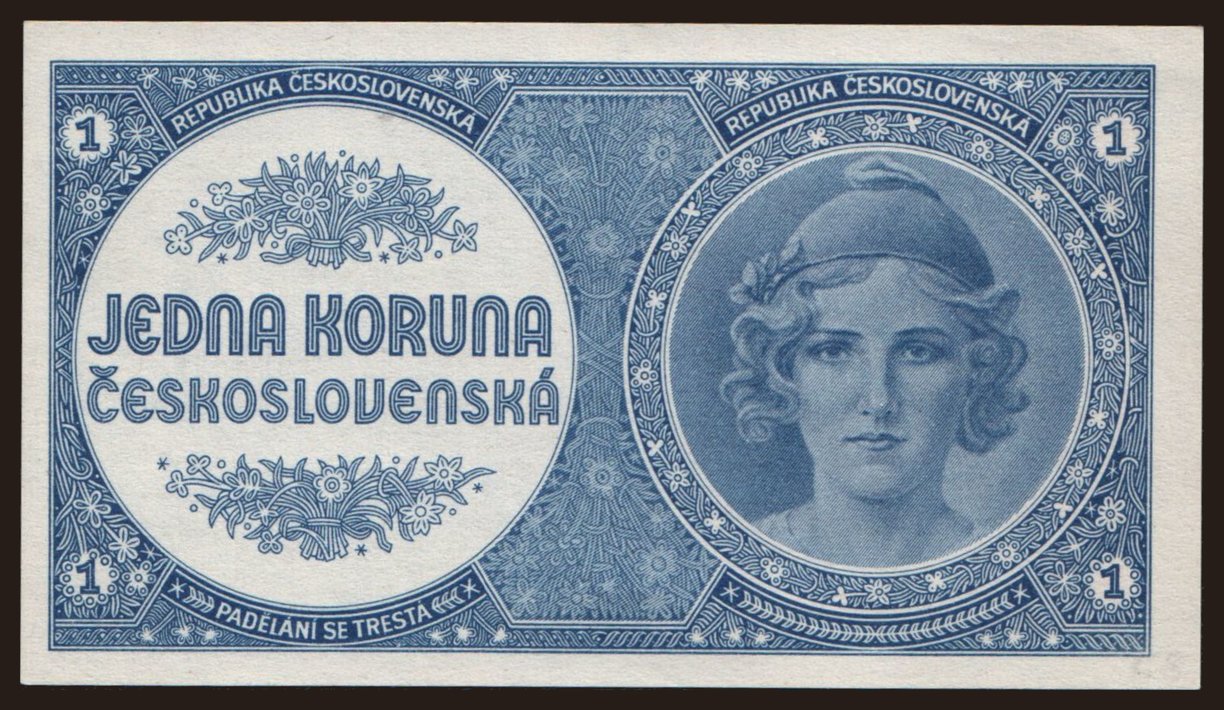 REPUBLIKA ČESKOSLOVENSKÁ
REPUBLIKA ČESKOSLOVENSKÁ
1
1
JEDNA KORUNA
ČESKOSLOVENSKÁ
1
1
PADĚLÁNÍ SE TRESTÁ